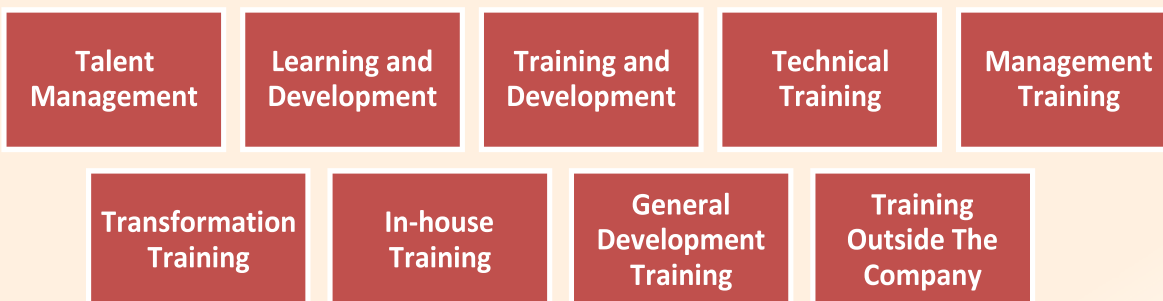 Talent
Management
Learning and
Development
Training and
Development
Technical
Training
Management
Training
Transformation
Training
In-house
Training
General
Development
Training
Training
Outside The
Company